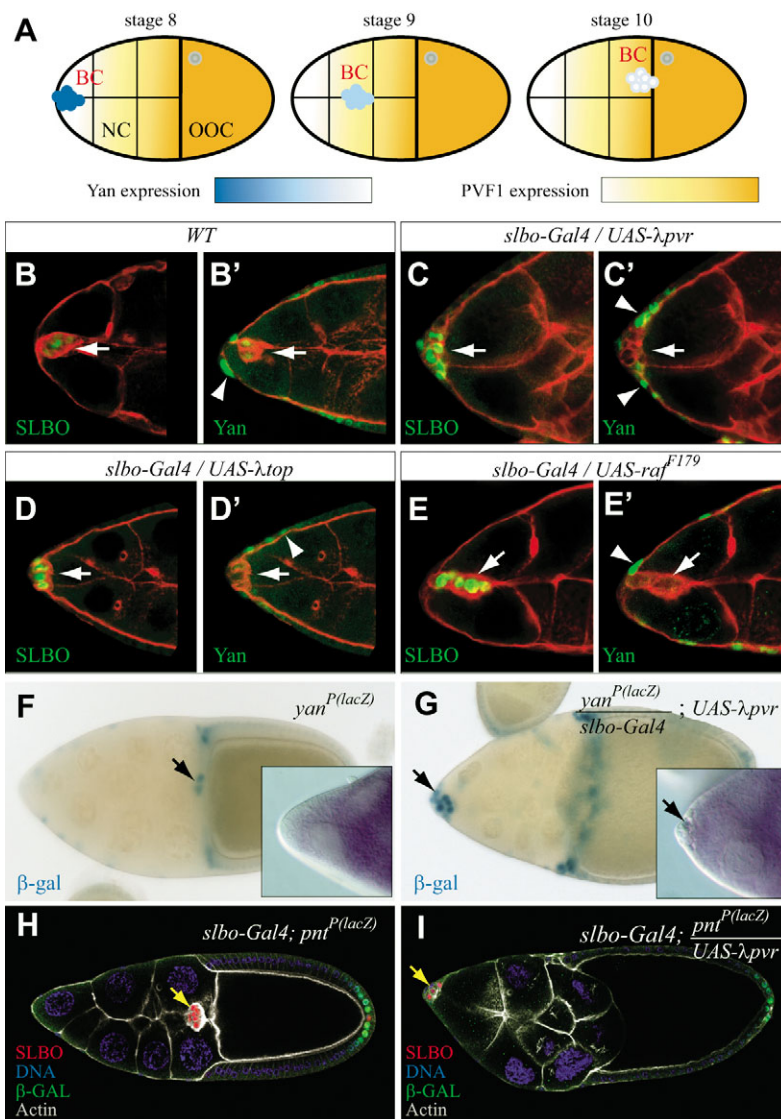 A
stage 8
stage 9
stage 10
BC
BC
BC
NC
OOC
Yan expression
PVF1 expression
WT
slbo-Gal4 / UAS-λpvr
B
B'
C
C'
SLBO
Yan
SLBO
Yan
slbo-Gal4 / UAS-λtop
slbo-Gal4 / UAS-raf^F179
D
D'
E
E'
SLBO
Yan
SLBO
Yan
F
yan^P(lacZ)
G
yan^P(lacZ)
slbo-Gal4
; UAS-λpvr
β-gal
β-gal
H
slbo-Gal4; pnt^P(lacZ)
I
slbo-Gal4;
pnt^P(lacZ)
UAS-λpvr
SLBO
DNA
β-GAL
Actin
SLBO
DNA
β-GAL
Actin